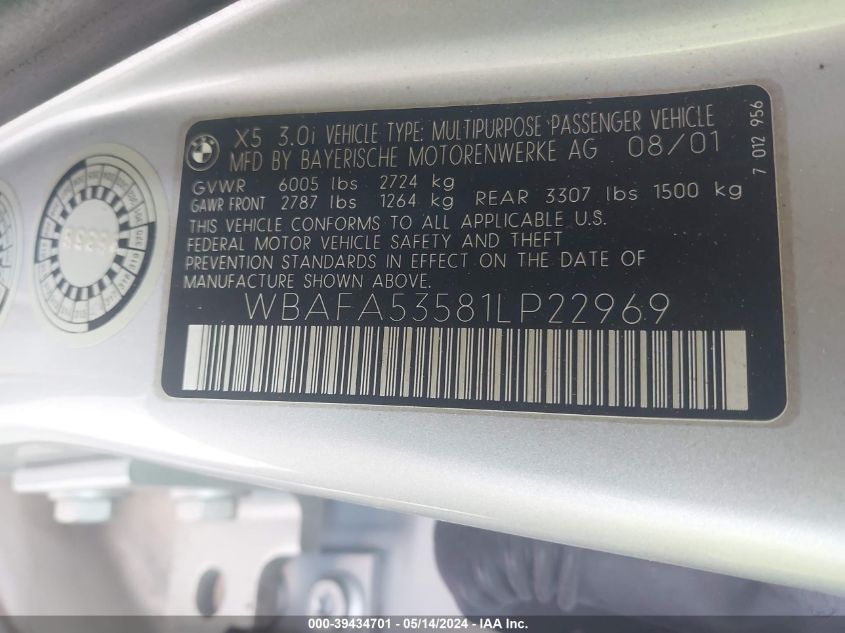 X5 3.0i VEHICLE TYPE: MULTIPURPOSE PASSENGER VEHICLE
MFD BY BAYERISCHE MOTORENWERKE AG 08/01
GVWR 6005 lbs 2724 kg
GAWR FRONT 2787 lbs 1264 kg REAR 3307 lbs 1500 kg
THIS VEHICLE CONFORMS TO ALL APPLICABLE U.S.
FEDERAL MOTOR VEHICLE SAFETY AND THEFT
PREVENTION STANDARDS IN EFFECT ON THE DATE OF
MANUFACTURE SHOWN ABOVE.
WBAFA53581LP22969
7 012 956
000-39434701 - 05/14/2024 - IAA Inc.